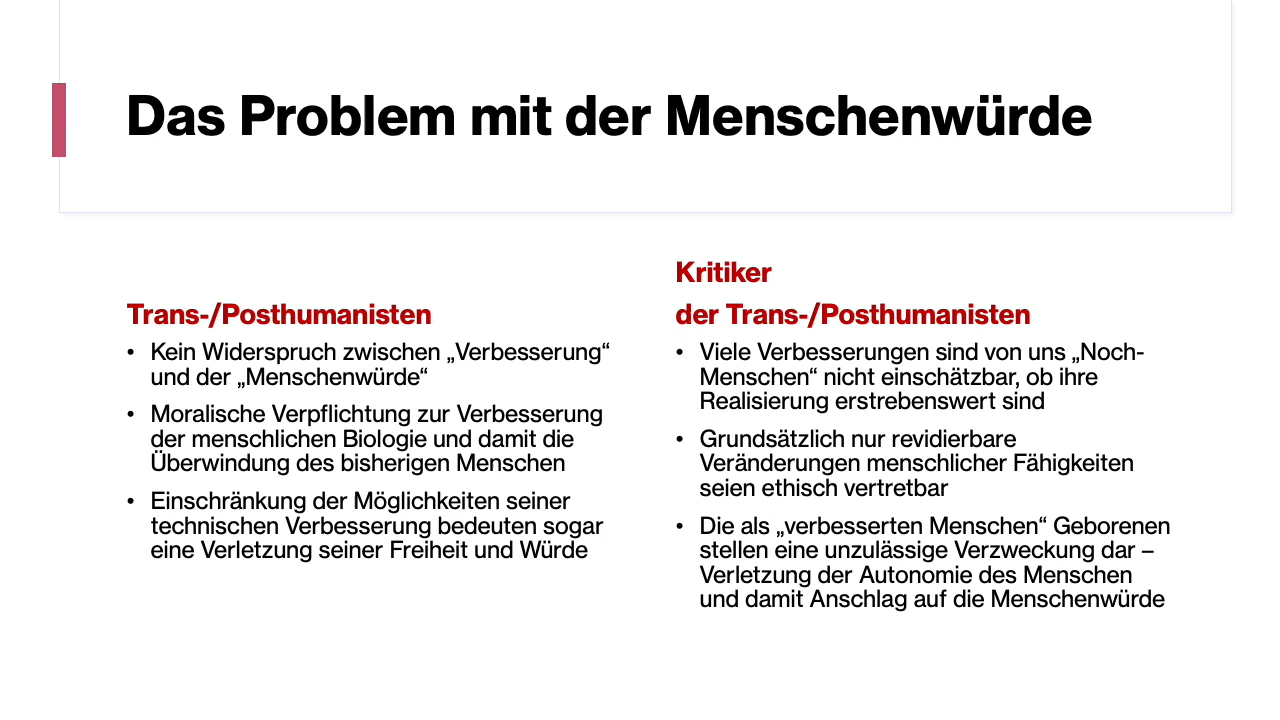 Das Problem mit der Menschenwürde
Trans-/Posthumanisten
• Kein Widerspruch zwischen „Verbesserung“
und der „Menschenwürde“
• Moralische Verpflichtung zur Verbesserung
der menschlichen Biologie und damit die
Überwindung des bisherigen Menschen
• Einschränkung der Möglichkeiten seiner
technischen Verbesserung bedeuten sogar
eine Verletzung seiner Freiheit und Würde
Kritiker
der Trans-/Posthumanisten
• Viele Verbesserungen sind von uns „Noch-
Menschen“ nicht einschätzbar, ob ihre
Realisierung erstrebenswert sind
• Grundsätzlich nur revidierbare
Veränderungen menschlicher Fähigkeiten
seien ethisch vertretbar
• Die als „verbesserten Menschen“ Geborenen
stellen eine unzulässige Verzweckung dar –
Verletzung der Autonomie des Menschen
und damit Anschlag auf die Menschenwürde